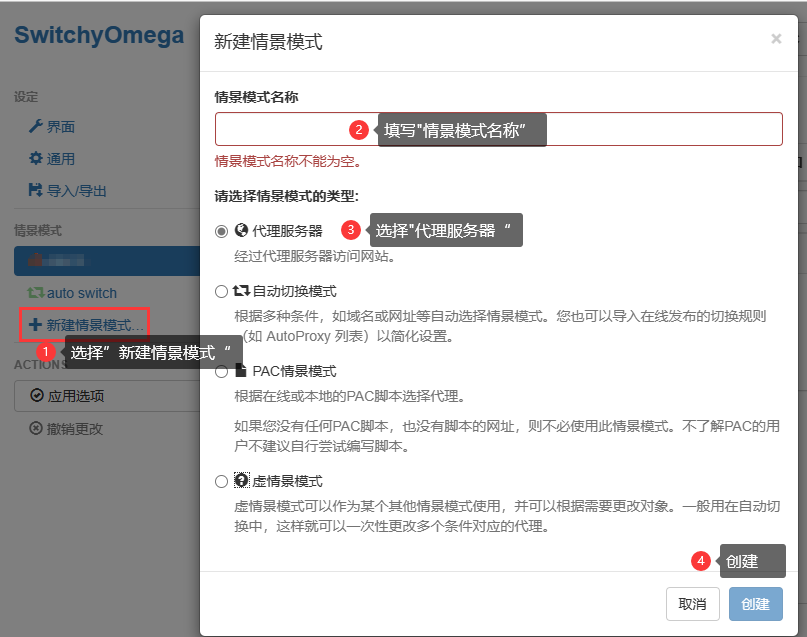 SwitchyOmega
设定
界面
通用
导入/导出
情景模式
auto switch
新建情景模式...
1 选择”新建情景模式“
ACTIONS
应用选项
撤销更改
新建情景模式
×
情景模式名称
2 填写"情景模式名称”
情景模式名称不能为空。
请选择情景模式的类型:
代理服务器
3 选择"代理服务器“
经过代理服务器访问网站。
自动切换模式
根据多种条件，如域名或网址等自动选择情景模式。您也可以导入在线发布的切换规则
（如 AutoProxy 列表）以简化设置。
PAC情景模式
根据在线或本地的PAC脚本选择代理。
如果您没有任何PAC脚本，也没有脚本的网址，则不必使用此情景模式。不了解PAC的用
户不建议自行尝试编写脚本。
虚情景模式
虚情景模式可以作为某个其他情景模式使用，并可以根据需要更改对象。一般用在自动切
换中，这样就可以一次性更改多个条件对应的代理。
4 创建
取消
创建